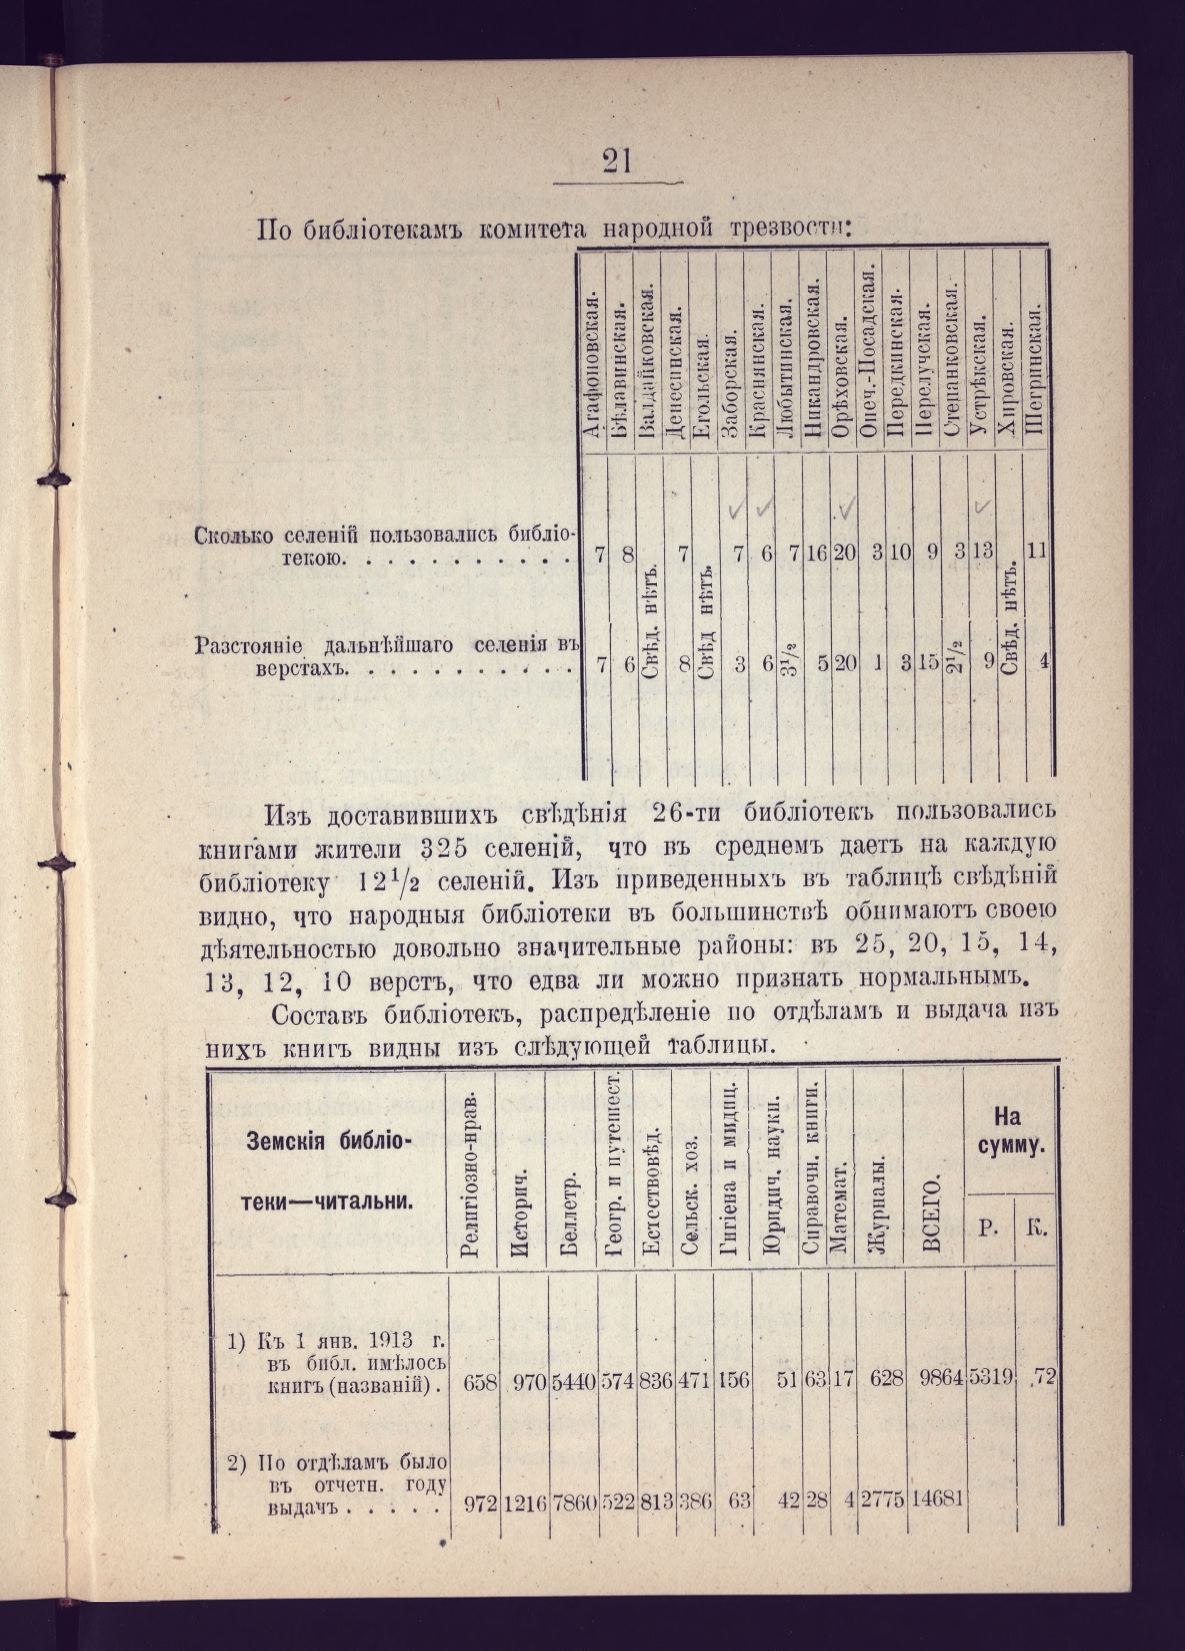 21
По библіотекамъ комитета народной трезвости:
Агафоновская. Бѣлавинская. Валдайковская. Денесинская. Егольская. Заборская. Краснянская. Любытинская. Никандровская. Орѣховская. Опеч.-Посадская. Передкинская. Перелучская. Степанковская. Устрѣкская. Хировская. Шегринская.
Сколько селеній пользовались библіо-
текою. . . . . . . . . . . 7 8 Свѣд. нѣтъ. 7 Свѣд нѣтъ. 7 6 7 16 20 3 10 9 3 13 Свѣд. нѣтъ. 11
Разстояніе дальнѣйшаго селенія въ
верстахъ. . . . . . . . . . 7 6 8 3 6 3½ 5 20 1 3 15 2½ 9 4
Изъ доставившихъ свѣдѣнія 26-ти библіотекъ пользовались
книгами жители 325 селеній, что въ среднемъ даетъ на каждую
библіотеку 12½ селеній. Изъ приведенныхъ въ таблицѣ свѣдѣній
видно, что народныя библіотеки въ большинствѣ обнимаютъ своею
дѣятельностью довольно значительные районы: въ 25, 20, 15, 14,
13, 12, 10 верстъ, что едва ли можно признать нормальнымъ.
Составъ библіотекъ, распредѣленіе по отдѣламъ и выдача изъ
нихъ книгъ видны изъ слѣдующей таблицы.
Земскія библіо-
теки—читальни.
Религіозно-нрав. Историч. Беллетр. Геогр. и путешест. Естествовѣд. Сельск. хоз. Гигіена и мидиц. Юридич. науки. Справочн. книги. Математ. Журналы. ВСЕГО.
На
сумму.
Р. К.
1) Къ 1 янв. 1913 г.
въ библ. имѣлось
книгъ (названій) . 658 970 5440 574 836 471 156 51 63 17 628 9864 5319 72
2) По отдѣламъ было
въ отчетн. году
выдачъ . . . . . 972 1216 7860 522 813 386 63 42 28 4 2775 14681